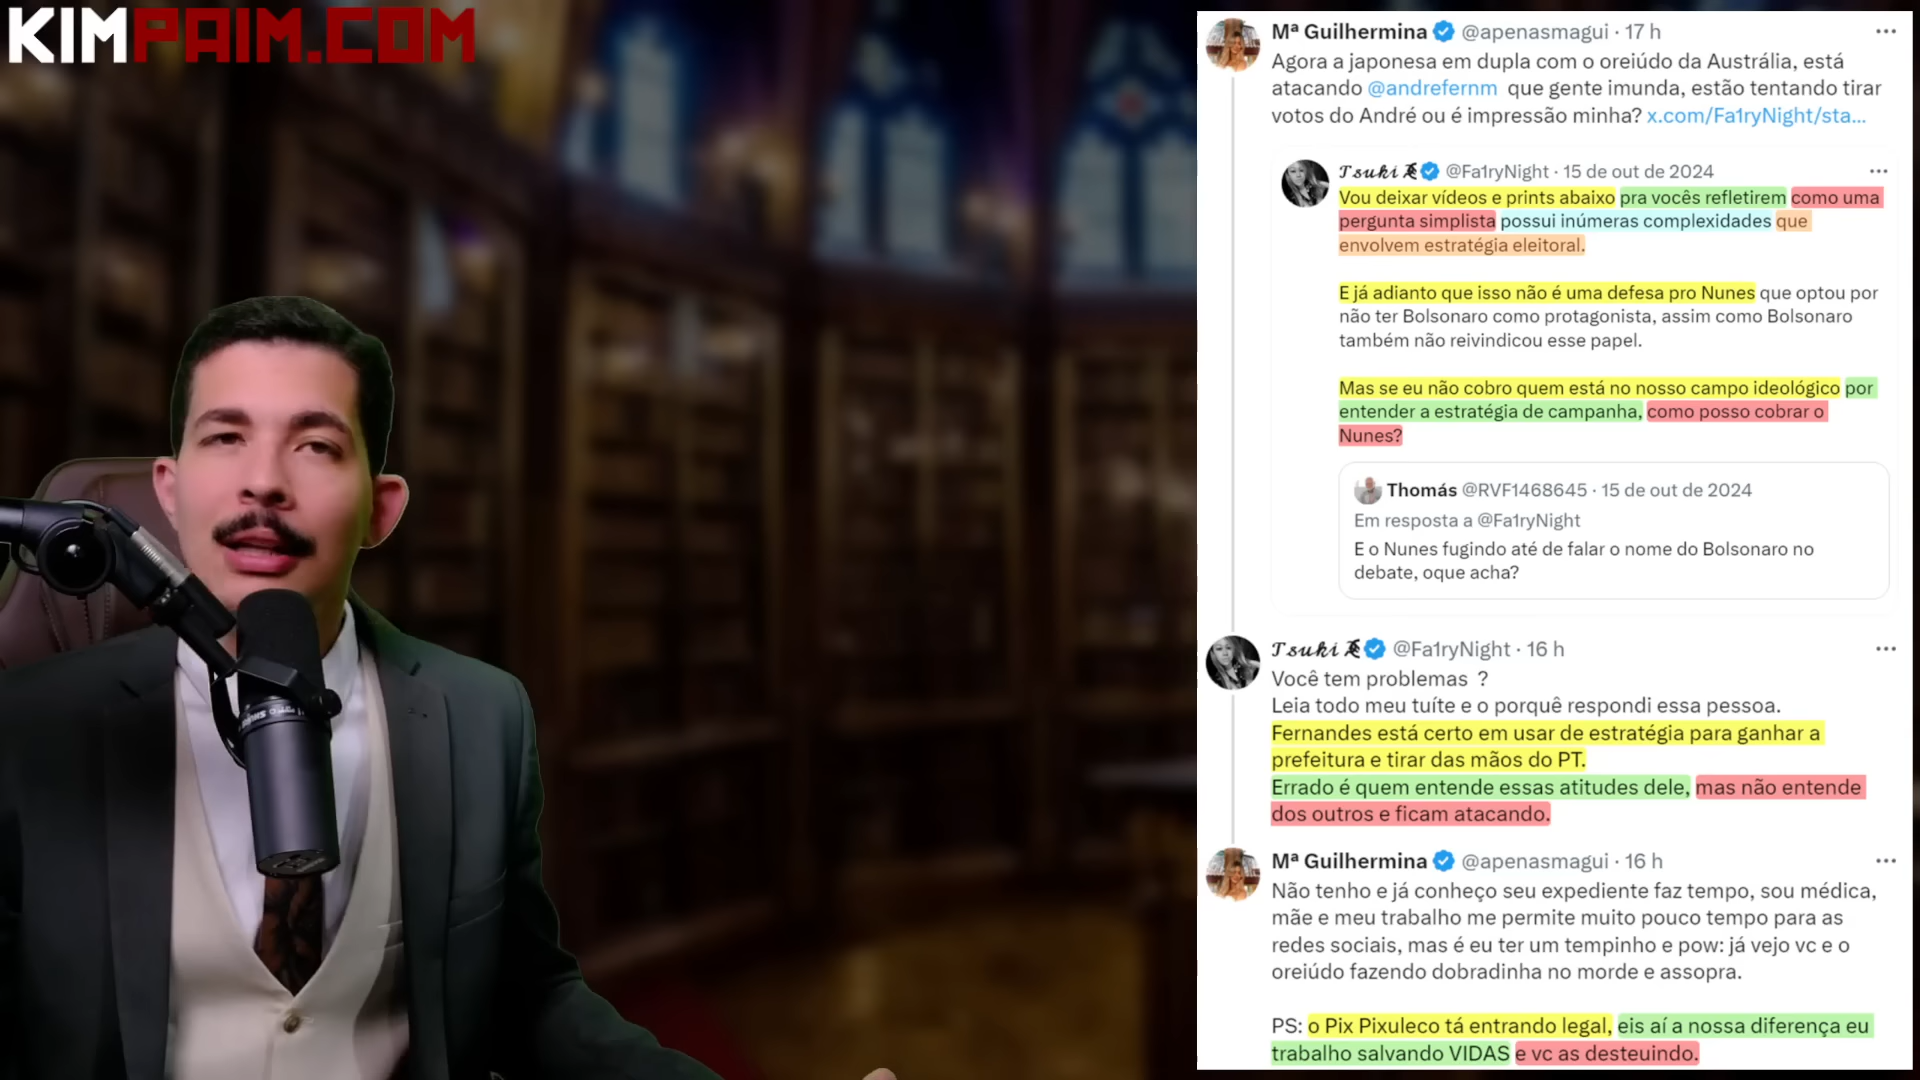 KIMPAIM.COM
Mª Guilhermina @apenasmagui · 17 h
Agora a japonesa em dupla com o oreiúdo da Austrália, está
atacando @andrefernm que gente imunda, estão tentando tirar
votos do André ou é impressão minha? x.com/Fa1ryNight/sta...
Tsuki @Fa1ryNight · 15 de out de 2024
Vou deixar vídeos e prints abaixo pra vocês refletirem como uma
pergunta simplista possui inúmeras complexidades que
envolvem estratégia eleitoral.
E já adianto que isso não é uma defesa pro Nunes que optou por
não ter Bolsonaro como protagonista, assim como Bolsonaro
também não reivindicou esse papel.
Mas se eu não cobro quem está no nosso campo ideológico por
entender a estratégia de campanha, como posso cobrar o
Nunes?
Thomás @RVF1468645 · 15 de out de 2024
Em resposta a @Fa1ryNight
E o Nunes fugindo até de falar o nome do Bolsonaro no
debate, oque acha?
Tsuki @Fa1ryNight · 16 h
Você tem problemas ?
Leia todo meu tuíte e o porquê respondi essa pessoa.
Fernandes está certo em usar de estratégia para ganhar a
prefeitura e tirar das mãos do PT.
Errado é quem entende essas atitudes dele, mas não entende
dos outros e ficam atacando.
Mª Guilhermina @apenasmagui · 16 h
Não tenho e já conheço seu expediente faz tempo, sou médica,
mãe e meu trabalho me permite muito pouco tempo para as
redes sociais, mas é eu ter um tempinho e pow: já vejo vc e o
oreiúdo fazendo dobradinha no morde e assopra.
PS: o Pix Pixuleco tá entrando legal, eis aí a nossa diferença eu
trabalho salvando VIDAS e vc as desteuindo.